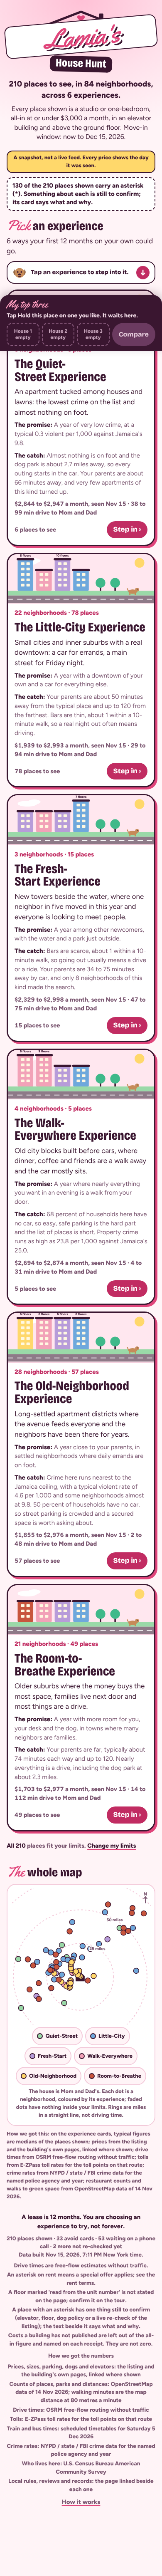 Lamia's
House Hunt
210 places to see, in 84 neighborhoods,
across 6 experiences.
Every place shown is a studio or one-bedroom,
all-in at or under $3,000 a month, in an elevator
building and above the ground floor. Move-in
window: now to Dec 15, 2026.
A snapshot, not a live feed. Every price shows the day
it was seen.
130 of the 210 places shown carry an asterisk
(*). Something about each is still to confirm;
its card says what and why.
Pick an experience
6 ways your first 12 months on your own could
go.
Tap an experience to step into it.
My top three
Tap the pink house on one you like. It waits here.
House 1
empty
House 2
empty
House 3
empty
Compare
The Quiet-
Street Experience
An apartment tucked among houses and
lawns: the lowest crime on the list and
almost nothing on foot.
The promise: A year of very low crime, at a
typical 0.3 violent per 1,000 against Jamaica's
9.8.
The catch: Almost nothing is on foot and the
dog park is about 2.7 miles away, so every
outing starts in the car. Your parents are about
66 minutes away, and very few apartments of
this kind turned up.
$2,844 to $2,947 a month, seen Nov 15 · 38 to
99 min drive to Mom and Dad
6 places to see
Step in ›
22 neighborhoods · 78 places
The Little-City Experience
Small cities and inner suburbs with a real
downtown: a car for errands, a main
street for Friday night.
The promise: A year with a downtown of your
own and a car for everything else.
The catch: Your parents are about 50 minutes
away from the typical place and up to 120 from
the farthest. Bars are thin, about 1 within a 10-
minute walk, so a real night out often means
driving.
$1,939 to $2,993 a month, seen Nov 15 · 29 to
94 min drive to Mom and Dad
78 places to see
Step in ›
3 neighborhoods · 15 places
The Fresh-
Start Experience
New towers beside the water, where one
neighbor in five moved in this year and
everyone is looking to meet people.
The promise: A year among other newcomers,
with the water and a park just outside.
The catch: Bars are scarce, about 1 within a 10-
minute walk, so going out usually means a drive
or a ride. Your parents are 34 to 75 minutes
away by car, and only 8 neighborhoods of this
kind made the search.
$2,329 to $2,998 a month, seen Nov 15 · 47 to
75 min drive to Mom and Dad
15 places to see
Step in ›
4 neighborhoods · 5 places
The Walk-
Everywhere Experience
Old city blocks built before cars, where
dinner, coffee and friends are a walk away
and the car mostly sits.
The promise: A year where nearly everything
you want in an evening is a walk from your
door.
The catch: 68 percent of households here have
no car, so easy, safe parking is the hard part
and the list of places is short. Property crime
runs as high as 23.8 per 1,000 against Jamaica's
25.0.
$2,694 to $2,874 a month, seen Nov 15 · 4 to
31 min drive to Mom and Dad
5 places to see
Step in ›
28 neighborhoods · 57 places
The Old-Neighborhood
Experience
Long-settled apartment districts where
the avenue feeds everyone and the
neighbors have been there for years.
The promise: A year close to your parents, in
settled neighborhoods where daily errands are
on foot.
The catch: Crime here runs nearest to the
Jamaica ceiling, with a typical violent rate of
4.6 per 1,000 and some neighborhoods almost
at 9.8. 50 percent of households have no car,
so street parking is crowded and a secured
space is worth asking about.
$1,855 to $2,976 a month, seen Nov 15 · 2 to
48 min drive to Mom and Dad
57 places to see
Step in ›
21 neighborhoods · 49 places
The Room-to-
Breathe Experience
Older suburbs where the money buys the
most space, families live next door and
most things are a drive.
The promise: A year with more room for you,
your desk and the dog, in towns where many
neighbors are families.
The catch: Your parents are far, typically about
74 minutes each way and up to 120. Nearly
everything is a drive, including the dog park at
about 2.3 miles.
$1,703 to $2,977 a month, seen Nov 15 · 14 to
112 min drive to Mom and Dad
49 places to see
Step in ›
All 210 places fit your limits. Change my limits
The whole map
N
50 miles
Quiet-Street
Little-City
Fresh-Start
Walk-Everywhere
Old-Neighborhood
Room-to-Breathe
The house is Mom and Dad's. Each dot is a
neighborhood, coloured by its experience; faded
dots have nothing inside your limits. Rings are miles
in a straight line, not driving time.
How we got this: on the experience cards, typical figures
are medians of the places shown; prices from the listing
and the building's own pages, linked where shown; drive
times from OSRM free-flow routing without traffic; tolls
from E-ZPass toll rates for the toll points on that route;
crime rates from NYPD / state / FBI crime data for the
named police agency and year; restaurant counts and
walks to green space from OpenStreetMap data of 14 Nov
2026.
A lease is 12 months. You are choosing an
experience to try, not forever.
210 places shown · 33 avoid cards · 53 waiting on a phone
call · 2 more not re-checked yet
Data built Nov 15, 2026, 7:11 PM New York time.
Drive times are free-flow estimates without traffic.
An asterisk on rent means a special offer applies; see the
rent terms.
A floor marked 'read from the unit number' is not stated
on the page; confirm it on the tour.
A place with an asterisk has one thing still to confirm
(elevator, floor, dog policy or a live re-check of the
listing); the text beside it says what and why.
Costs a building has not published are left out of the all-
in figure and named on each receipt. They are not zero.
How we got the numbers
Prices, sizes, parking, dogs and elevators: the listing and
the building's own pages, linked where shown
Counts of places, parks and distances: OpenStreetMap
data of 14 Nov 2026; walking minutes are the map
distance at 80 metres a minute
Drive times: OSRM free-flow routing without traffic
Tolls: E-ZPass toll rates for the toll points on that route
Train and bus times: scheduled timetables for Saturday 5
Dec 2026
Crime rates: NYPD / state / FBI crime data for the named
police agency and year
Who lives here: U.S. Census Bureau American
Community Survey
Local rules, reviews and records: the page linked beside
each one
How it works